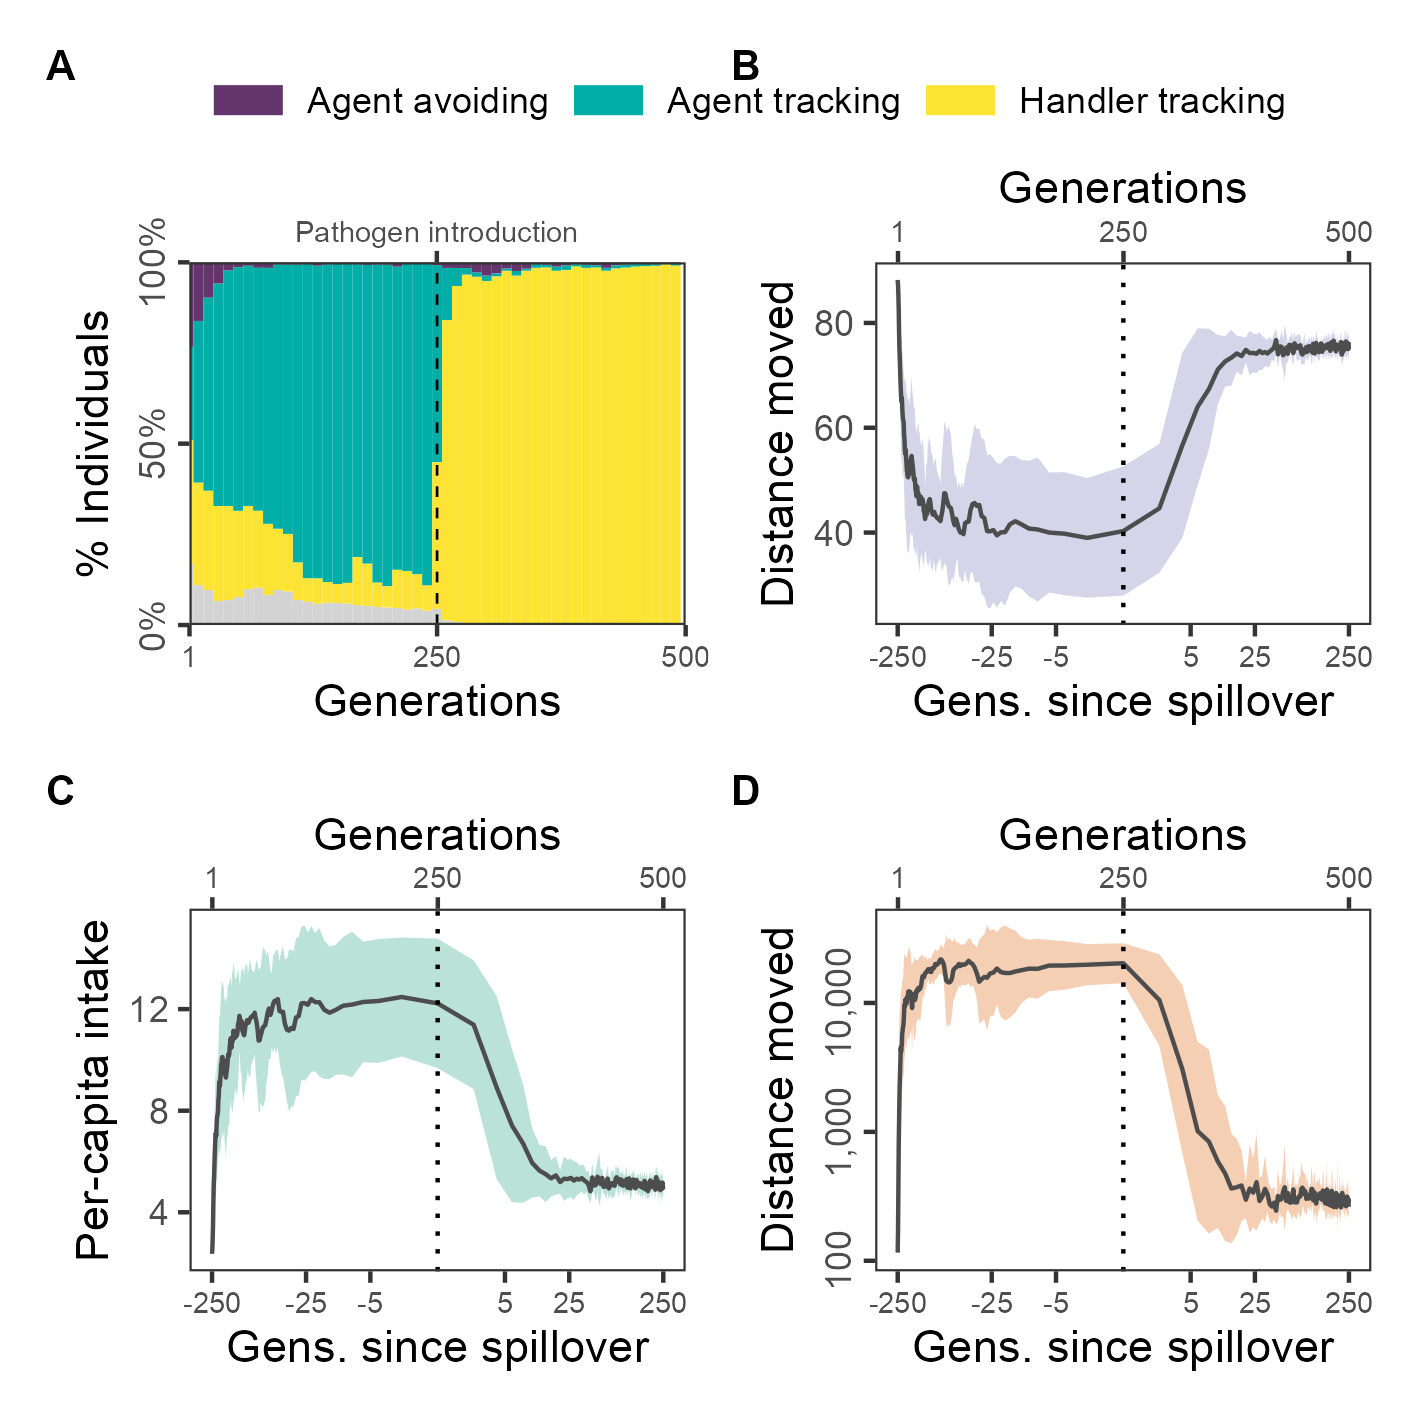 A
B
Agent avoiding
Agent tracking
Handler tracking
Pathogen introduction
100%
50%
0%
% Individuals
1
250
500
Generations
Generations
1
250
500
80
60
40
Distance moved
-250
-25
-5
5
25
250
Gens. since spillover
C
Generations
1
250
500
12
8
4
Per-capita intake
-250
-25
-5
5
25
250
Gens. since spillover
D
Generations
1
250
500
10,000
1,000
100
Distance moved
-250
-25
-5
5
25
250
Gens. since spillover